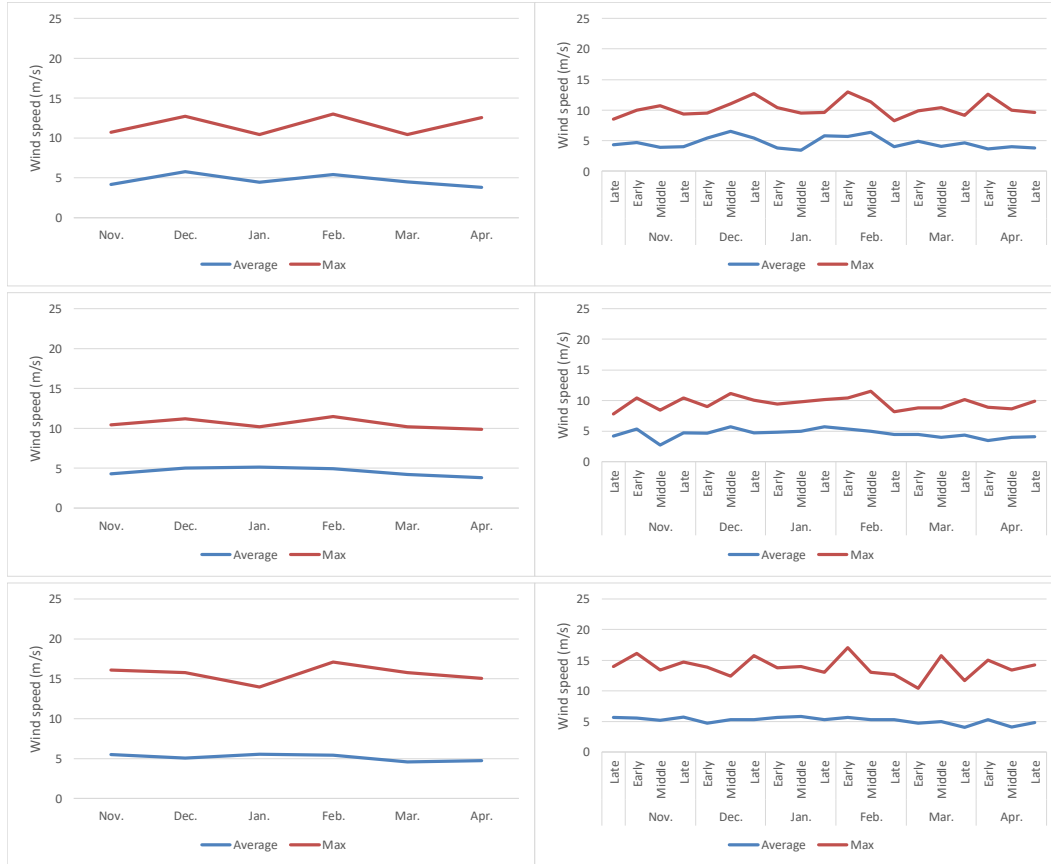 Wind speed (m/s)
25
20
15
10
5
0
Nov. Dec. Jan. Feb. Mar. Apr.
Average Max
Wind speed (m/s)
25
20
15
10
5
0
Late Early Middle Late Early Middle Late Early Middle Late Early Middle Late Early Middle Late Early Middle Late
Nov. Dec. Jan. Feb. Mar. Apr.
Average Max
Wind speed (m/s)
25
20
15
10
5
0
Nov. Dec. Jan. Feb. Mar. Apr.
Average Max
Wind speed (m/s)
25
20
15
10
5
0
Late Early Middle Late Early Middle Late Early Middle Late Early Middle Late Early Middle Late Early Middle Late
Nov. Dec. Jan. Feb. Mar. Apr.
Average Max
Wind speed (m/s)
25
20
15
10
5
0
Nov. Dec. Jan. Feb. Mar. Apr.
Average Max
Wind speed (m/s)
25
20
15
10
5
0
Late Early Middle Late Early Middle Late Early Middle Late Early Middle Late Early Middle Late Early Middle Late
Nov. Dec. Jan. Feb. Mar. Apr.
Average Max